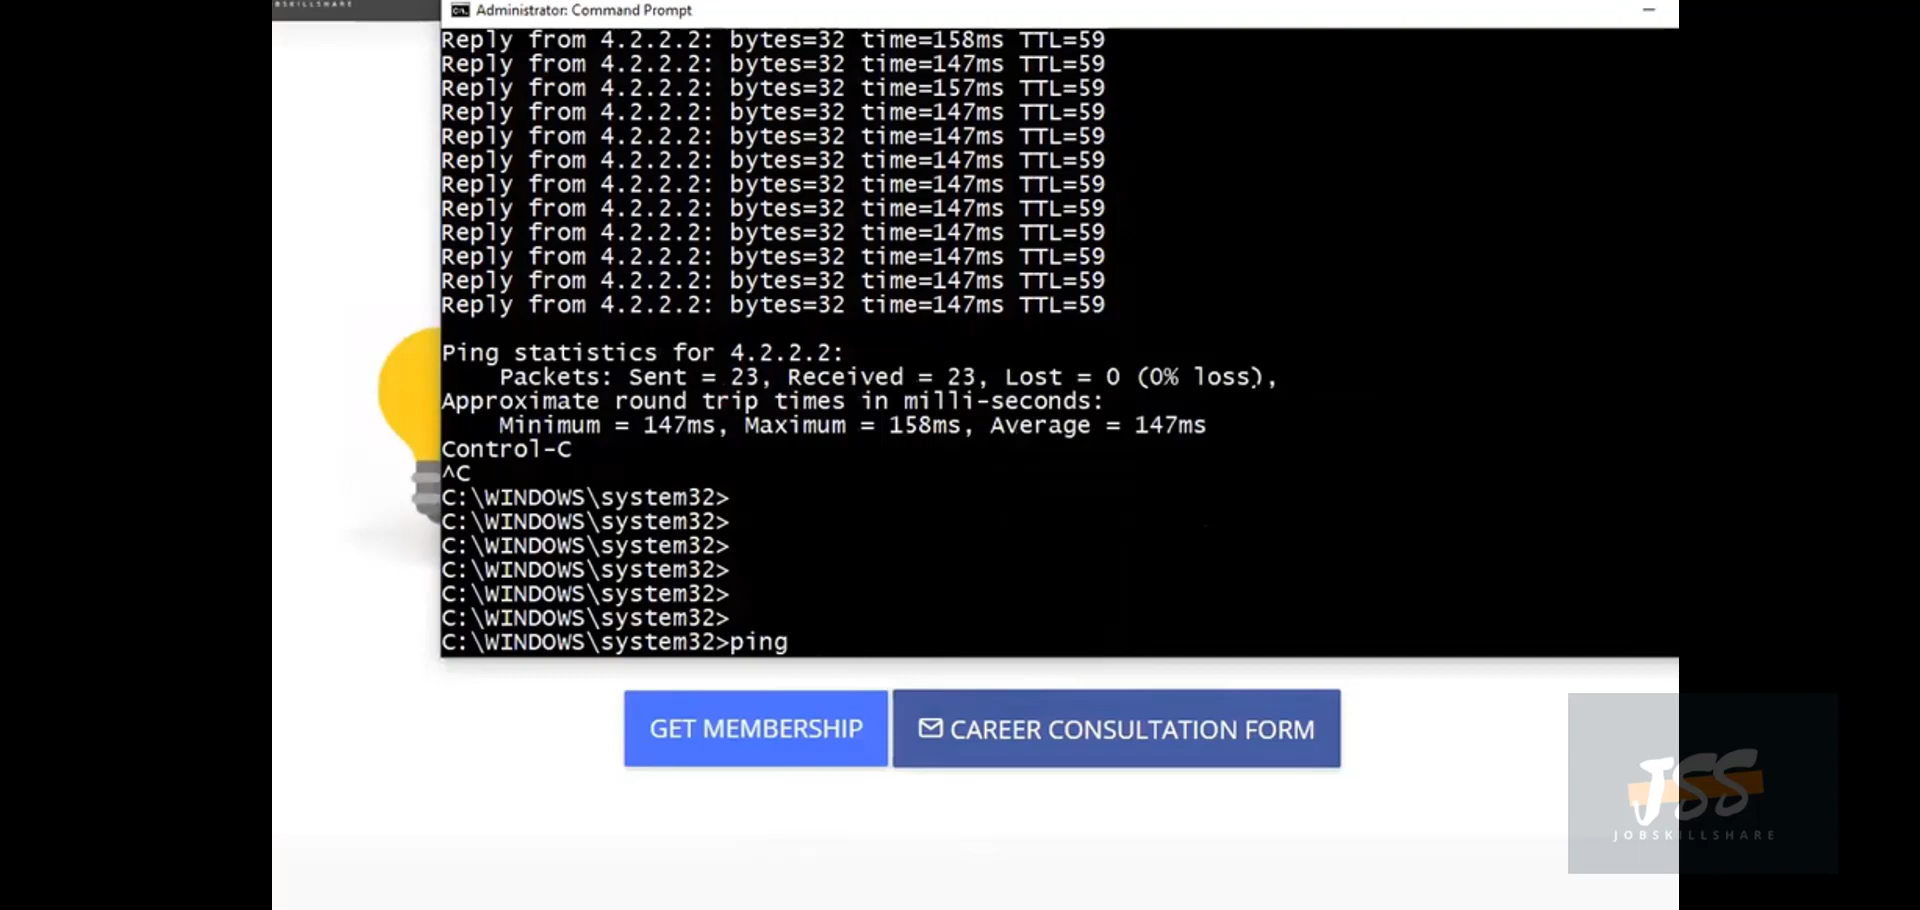 Administrator: Command Prompt
Reply from 4.2.2.2: bytes=32 time=158ms TTL=59
Reply from 4.2.2.2: bytes=32 time=147ms TTL=59
Reply from 4.2.2.2: bytes=32 time=157ms TTL=59
Reply from 4.2.2.2: bytes=32 time=147ms TTL=59
Reply from 4.2.2.2: bytes=32 time=147ms TTL=59
Reply from 4.2.2.2: bytes=32 time=147ms TTL=59
Reply from 4.2.2.2: bytes=32 time=147ms TTL=59
Reply from 4.2.2.2: bytes=32 time=147ms TTL=59
Reply from 4.2.2.2: bytes=32 time=147ms TTL=59
Reply from 4.2.2.2: bytes=32 time=147ms TTL=59
Reply from 4.2.2.2: bytes=32 time=147ms TTL=59
Reply from 4.2.2.2: bytes=32 time=147ms TTL=59
Ping statistics for 4.2.2.2:
Packets: Sent = 23, Received = 23, Lost = 0 (0% loss),
Approximate round trip times in milli-seconds:
Minimum = 147ms, Maximum = 158ms, Average = 147ms
Control-C
^C
C:\WINDOWS\system32>
C:\WINDOWS\system32>
C:\WINDOWS\system32>
C:\WINDOWS\system32>
C:\WINDOWS\system32>
C:\WINDOWS\system32>
C:\WINDOWS\system32>ping
GET MEMBERSHIP
CAREER CONSULTATION FORM
JSS
JOBSKILLSHARE